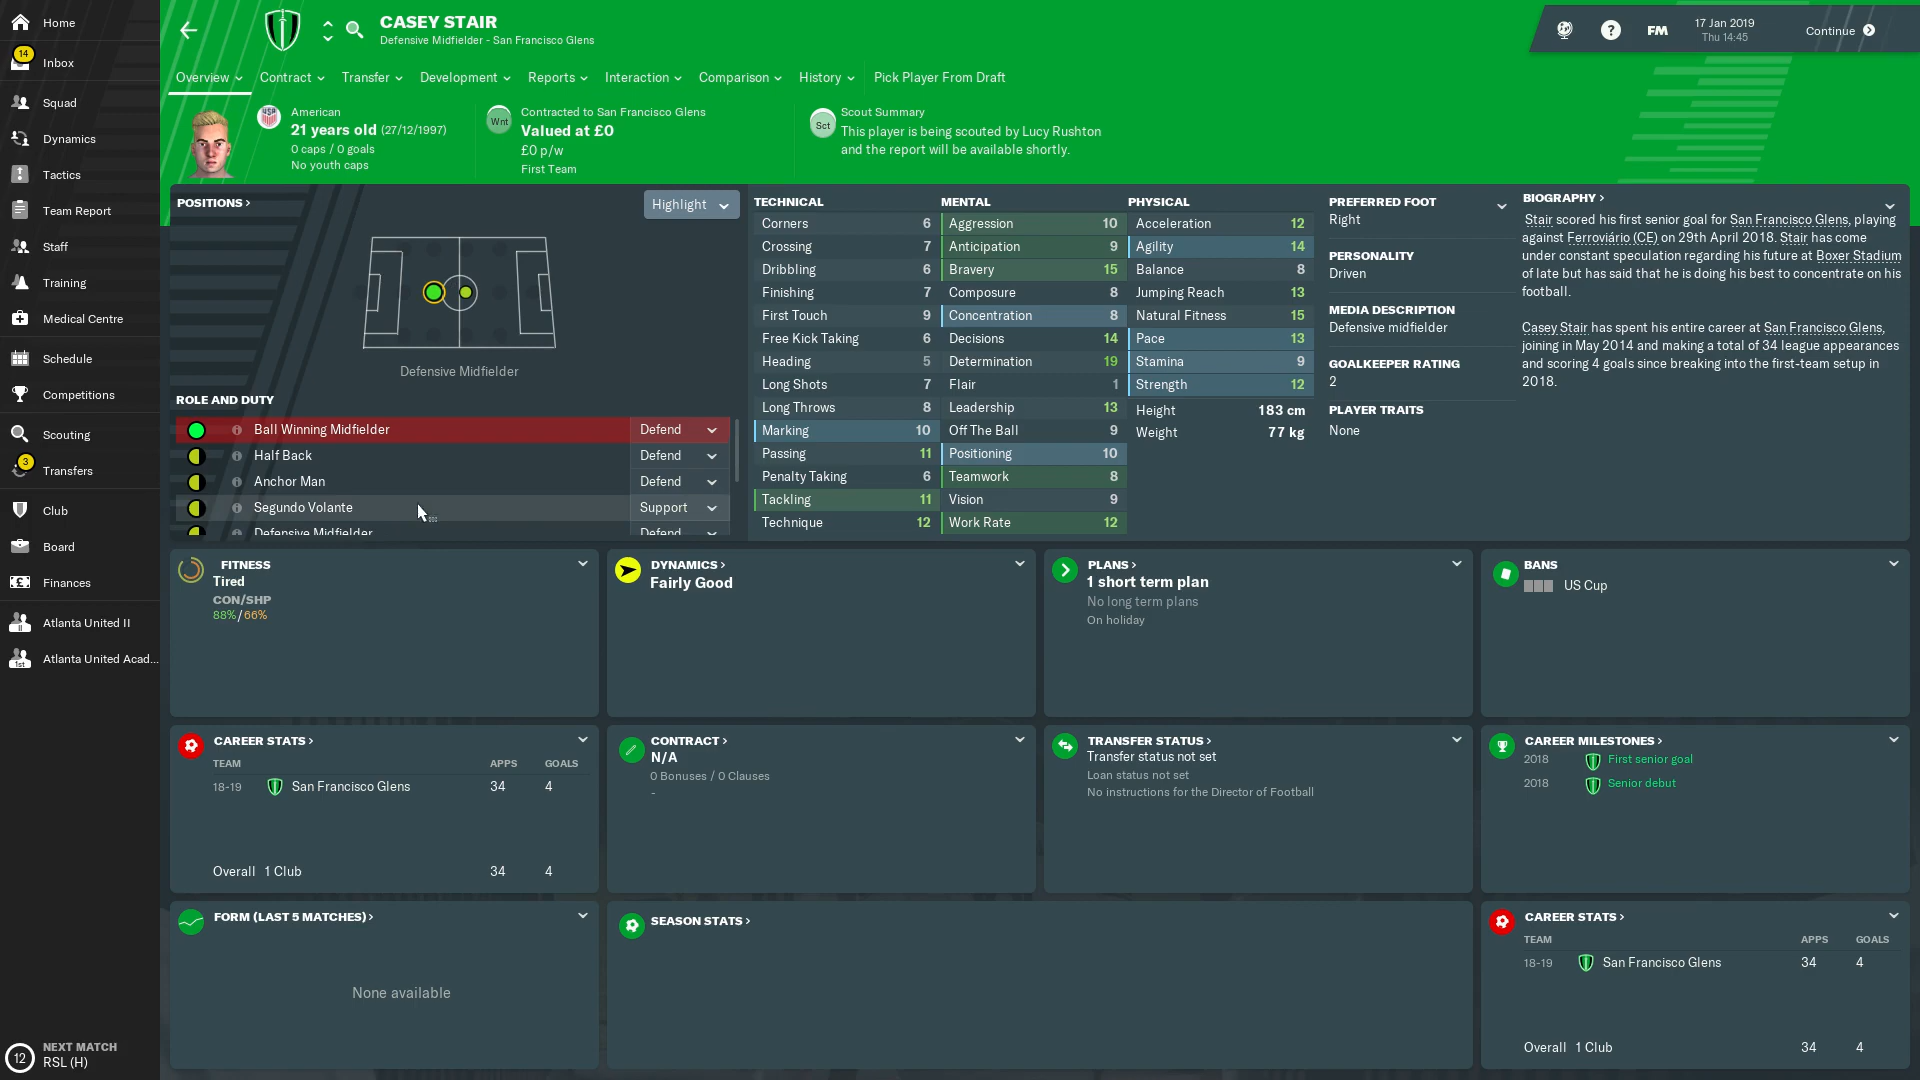 Home
14
Inbox
Squad
Dynamics
Tactics
Team Report
Staff
Training
Medical Centre
Schedule
Competitions
Scouting
3
Transfers
Club
Board
Finances
Atlanta United II
Atlanta United Acad...
12
NEXT MATCH
RSL (H)
CASEY STAIR
Defensive Midfielder - San Francisco Glens
FM
17 Jan 2019
Thu 14:45
Continue
Overview
Contract
Transfer
Development
Reports
Interaction
Comparison
History
Pick Player From Draft
American
21 years old (27/12/1997)
0 caps / 0 goals
No youth caps
Wnt
Contracted to San Francisco Glens
Valued at £0
£0 p/w
First Team
Sct
Scout Summary
This player is being scouted by Lucy Rushton
and the report will be available shortly.
POSITIONS >
Highlight
Defensive Midfielder
ROLE AND DUTY
Ball Winning Midfielder Defend
Half Back Defend
Anchor Man Defend
Segundo Volante Support
Defensive Midfielder Defend
TECHNICAL
Corners 6
Crossing 7
Dribbling 6
Finishing 7
First Touch 9
Free Kick Taking 6
Heading 5
Long Shots 7
Long Throws 8
Marking 10
Passing 11
Penalty Taking 6
Tackling 11
Technique 12
MENTAL
Aggression 10
Anticipation 9
Bravery 15
Composure 8
Concentration 8
Decisions 14
Determination 19
Flair 1
Leadership 13
Off The Ball 9
Positioning 10
Teamwork 8
Vision 9
Work Rate 12
PHYSICAL
Acceleration 12
Agility 14
Balance 8
Jumping Reach 13
Natural Fitness 15
Pace 13
Stamina 9
Strength 12
Height 183 cm
Weight 77 kg
PREFERRED FOOT
Right
PERSONALITY
Driven
MEDIA DESCRIPTION
Defensive midfielder
GOALKEEPER RATING
2
PLAYER TRAITS
None
BIOGRAPHY >
Stair scored his first senior goal for San Francisco Glens, playing
against Ferroviário (CE) on 29th April 2018. Stair has come
under constant speculation regarding his future at Boxer Stadium
of late but has said that he is doing his best to concentrate on his
football.
Casey Stair has spent his entire career at San Francisco Glens,
joining in May 2014 and making a total of 34 league appearances
and scoring 4 goals since breaking into the first-team setup in
2018.
FITNESS
Tired
CON/SHP
88%/66%
DYNAMICS >
Fairly Good
PLANS >
1 short term plan
No long term plans
On holiday
BANS
US Cup
CAREER STATS >
TEAM APPS GOALS
18-19 San Francisco Glens 34 4
Overall 1 Club 34 4
CONTRACT >
N/A
0 Bonuses / 0 Clauses
-
TRANSFER STATUS >
Transfer status not set
Loan status not set
No instructions for the Director of Football
CAREER MILESTONES >
2018 First senior goal
2018 Senior debut
FORM (LAST 5 MATCHES) >
None available
SEASON STATS >
CAREER STATS >
TEAM APPS GOALS
18-19 San Francisco Glens 34 4
Overall 1 Club 34 4